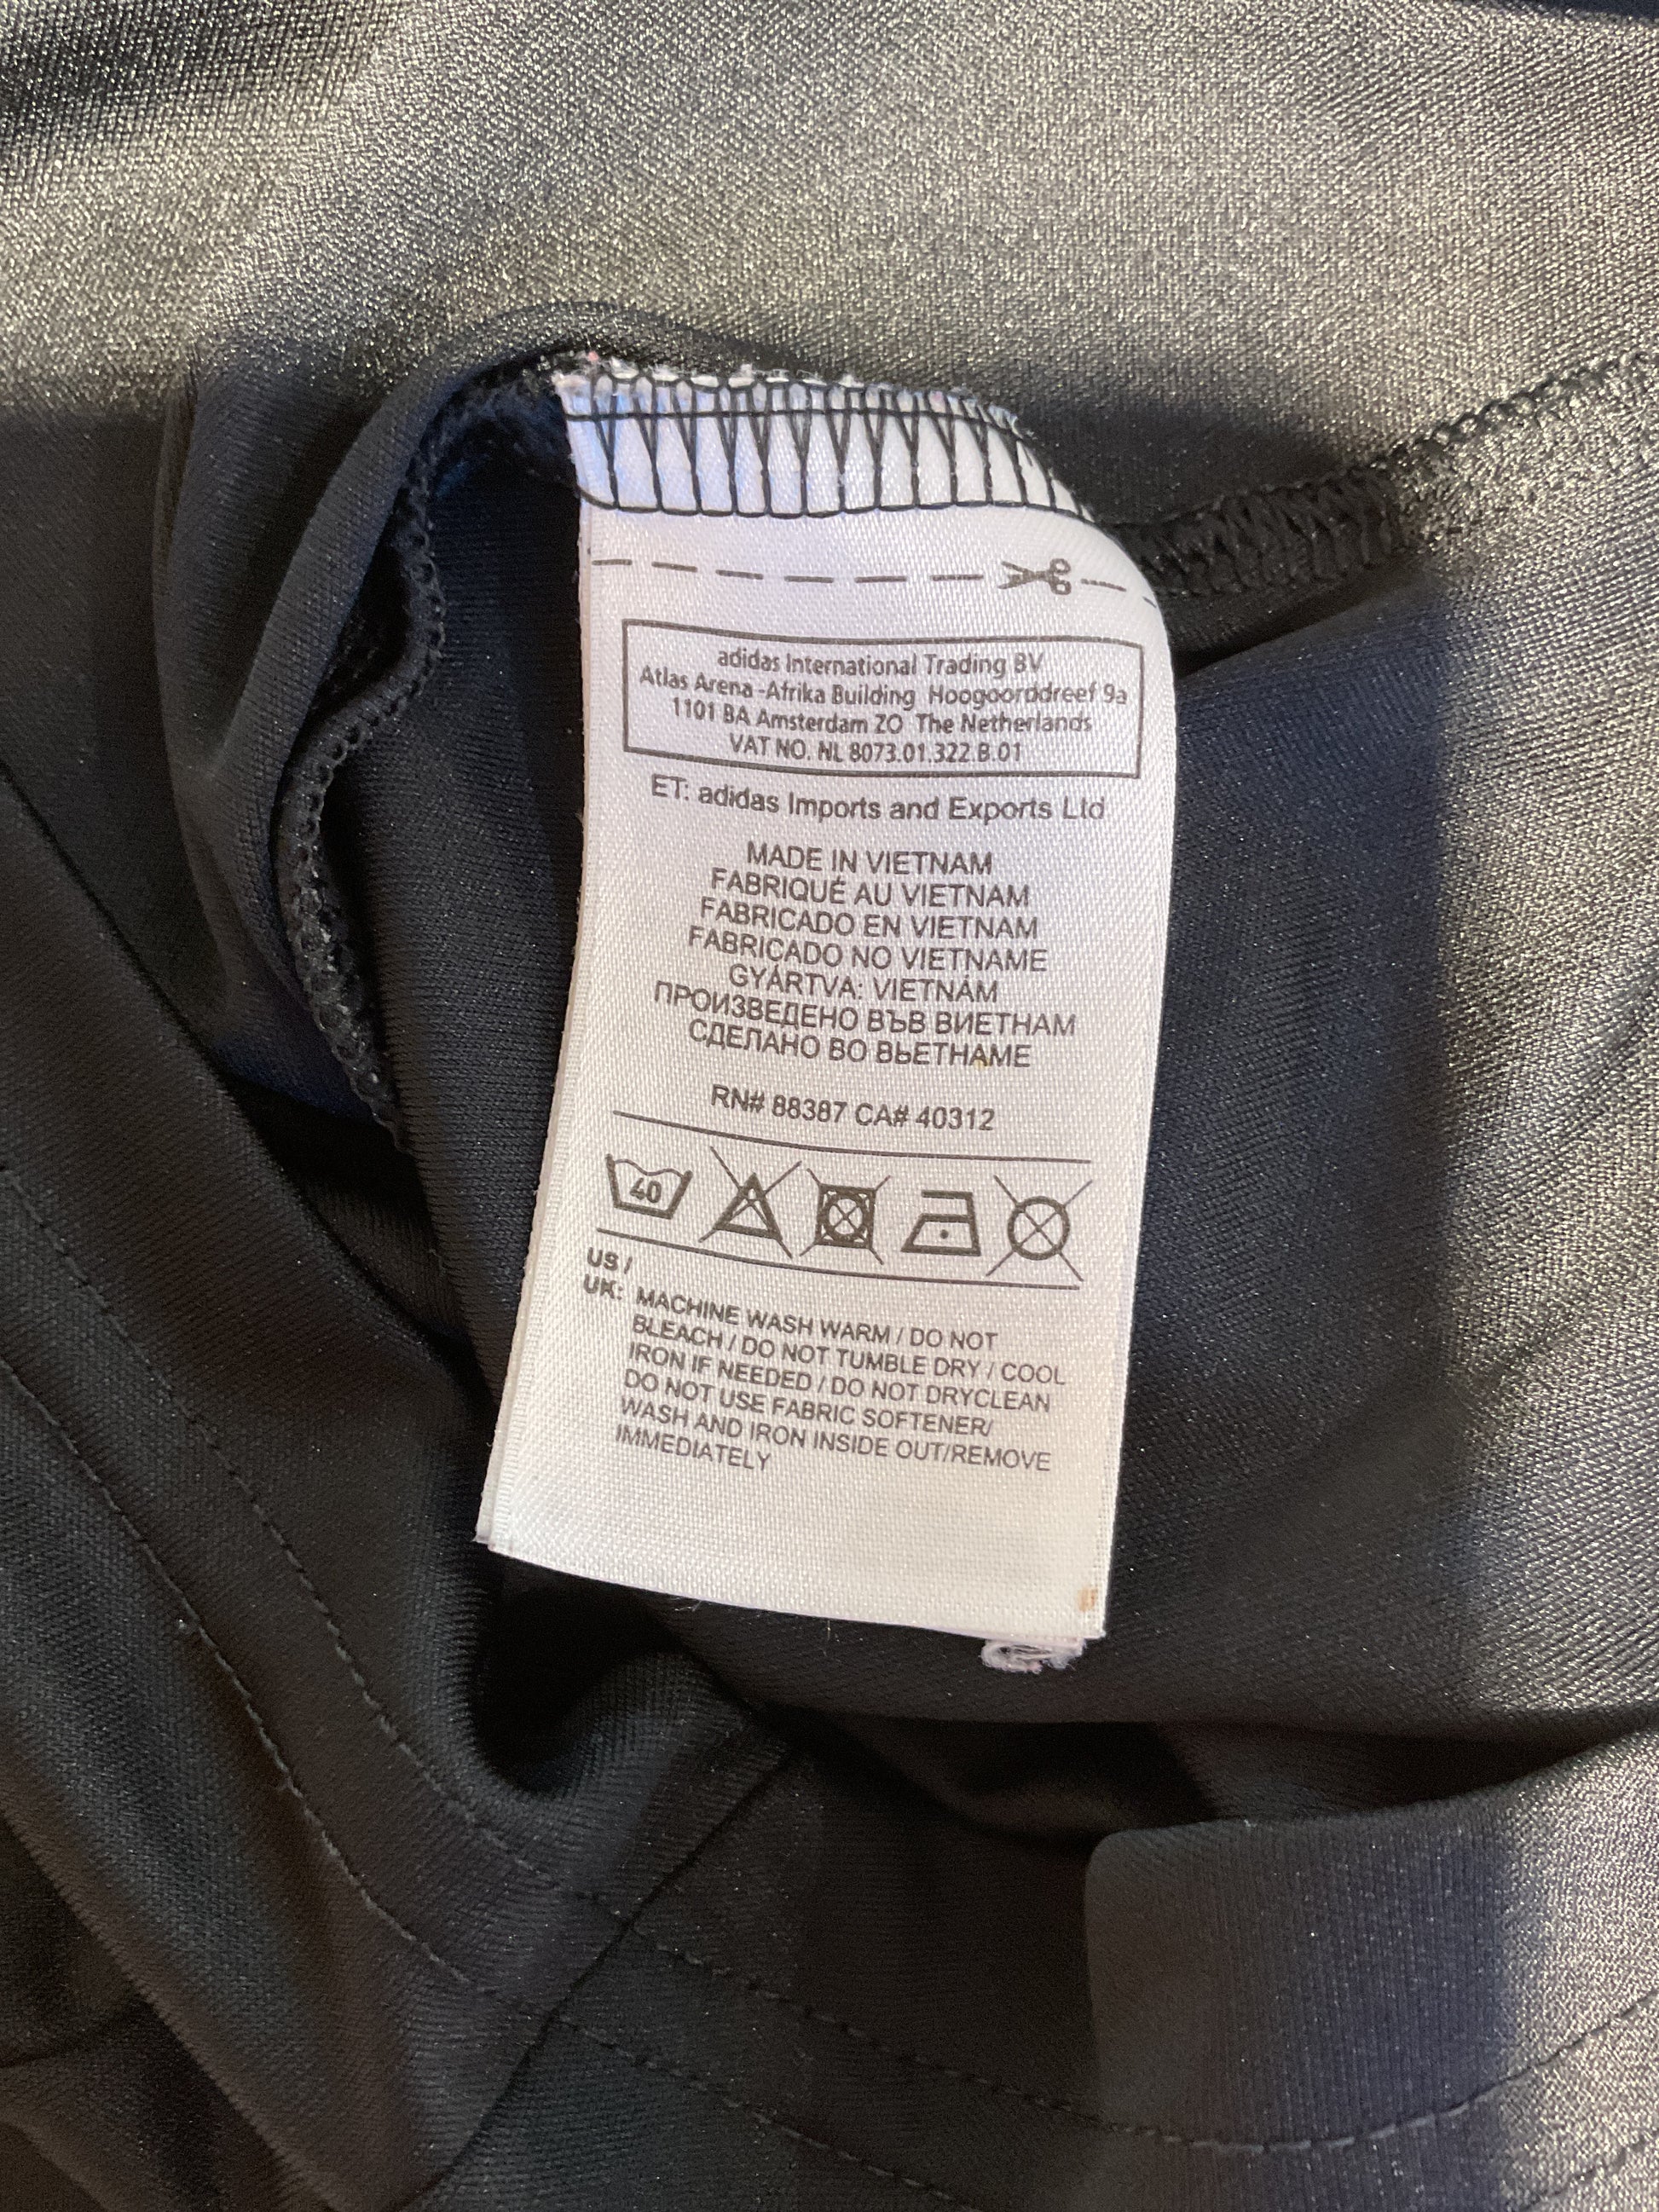 adidas International Trading BV
Atlas Arena -Afrika Building Hoogoorddreef 9a
1101 BA Amsterdam ZO The Netherlands
VAT NO. NL 8073.01.322.B.01
ET: adidas Imports and Exports Ltd
MADE IN VIETNAM
FABRIQUÉ AU VIETNAM
FABRICADO EN VIETNAM
FABRICADO NO VIETNAME
GYÁRTVA: VIETNÁM
ПРОИЗВЕДЕНО ВЪВ ВИЕТНАМ
СДЕЛАНО ВО ВЬЕТНАМЕ
RN# 88387 CA# 40312
40
US /
UK: MACHINE WASH WARM / DO NOT
BLEACH / DO NOT TUMBLE DRY / COOL
IRON IF NEEDED / DO NOT DRYCLEAN
DO NOT USE FABRIC SOFTENER/
WASH AND IRON INSIDE OUT/REMOVE
IMMEDIATELY